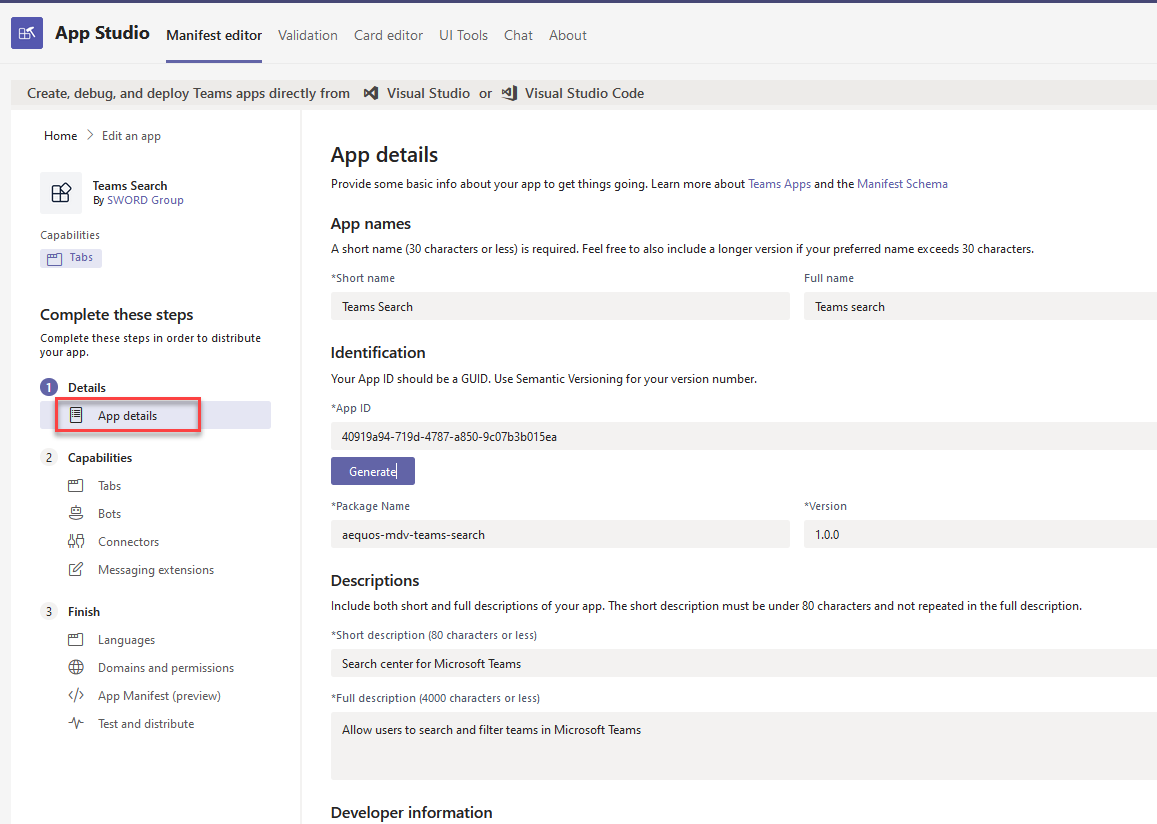 App Studio
Manifest editor
Validation
Card editor
UI Tools
Chat
About
Create, debug, and deploy Teams apps directly from Visual Studio or Visual Studio Code
Home > Edit an app
Teams Search
By SWORD Group
Capabilities
Tabs
Complete these steps
Complete these steps in order to distribute
your app.
1 Details
App details
2 Capabilities
Tabs
Bots
Connectors
Messaging extensions
3 Finish
Languages
Domains and permissions
App Manifest (preview)
Test and distribute
App details
Provide some basic info about your app to get things going. Learn more about Teams Apps and the Manifest Schema
App names
A short name (30 characters or less) is required. Feel free to also include a longer version if your preferred name exceeds 30 characters.
*Short name
Teams Search
Full name
Teams search
Identification
Your App ID should be a GUID. Use Semantic Versioning for your version number.
*App ID
40919a94-719d-4787-a850-9c07b3b015ea
Generate
*Package Name
aequos-mdv-teams-search
*Version
1.0.0
Descriptions
Include both short and full descriptions of your app. The short description must be under 80 characters and not repeated in the full description.
*Short description (80 characters or less)
Search center for Microsoft Teams
*Full description (4000 characters or less)
Allow users to search and filter teams in Microsoft Teams
Developer information